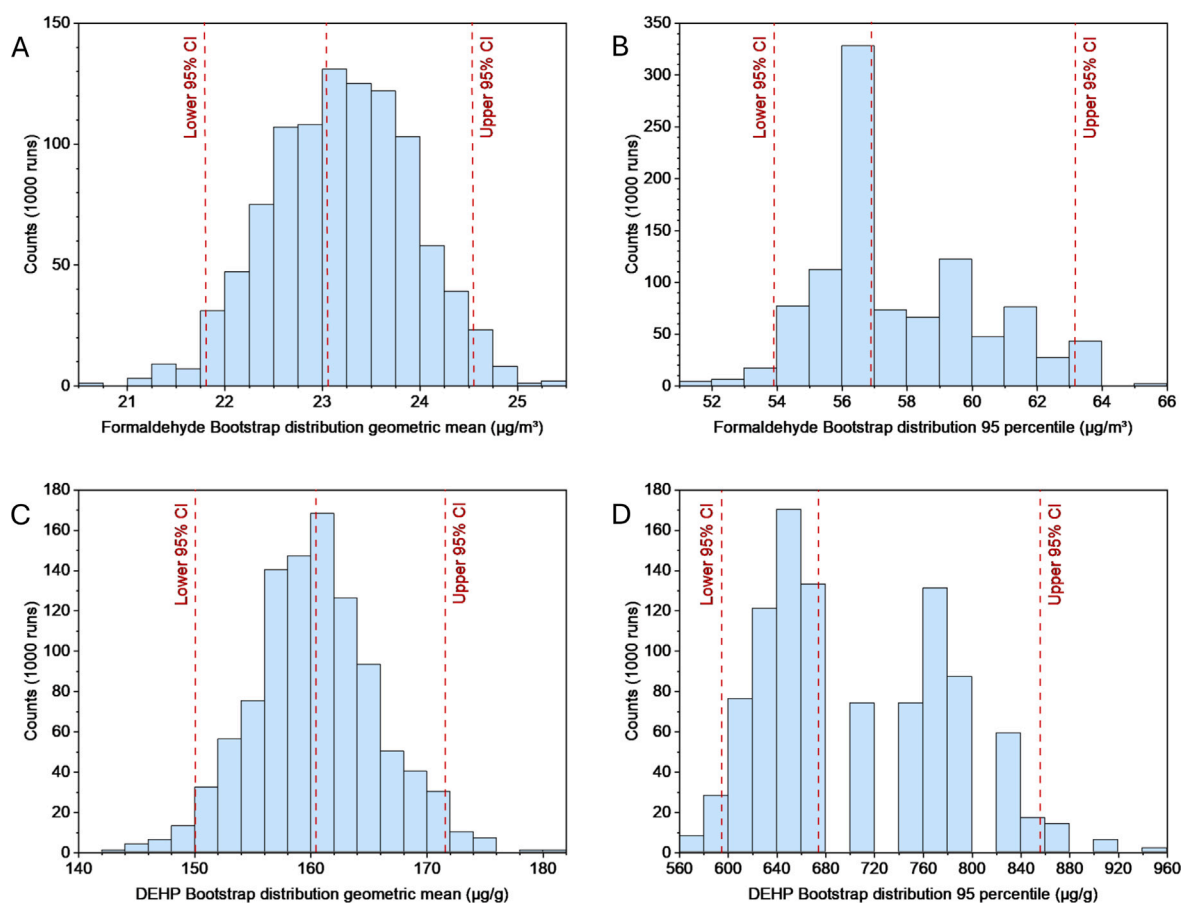 A
Lower 95% CI
Upper 95% CI
150
100
50
0
Counts (1000 runs)
21 22 23 24 25
Formaldehyde Bootstrap distribution geometric mean (µg/m³)
B
Lower 95% CI
Upper 95% CI
350
300
250
200
150
100
50
0
Counts (1000 runs)
52 54 56 58 60 62 64 66
Formaldehyde Bootstrap distribution 95 percentile (µg/m³)
C
Lower 95% CI
Upper 95% CI
180
160
140
120
100
80
60
40
20
0
Counts (1000 runs)
140 150 160 170 180
DEHP Bootstrap distribution geometric mean (µg/g)
D
Lower 95% CI
Upper 95% CI
180
160
140
120
100
80
60
40
20
0
Counts (1000 runs)
560 600 640 680 720 760 800 840 880 920 960
DEHP Bootstrap distribution 95 percentile (µg/g)